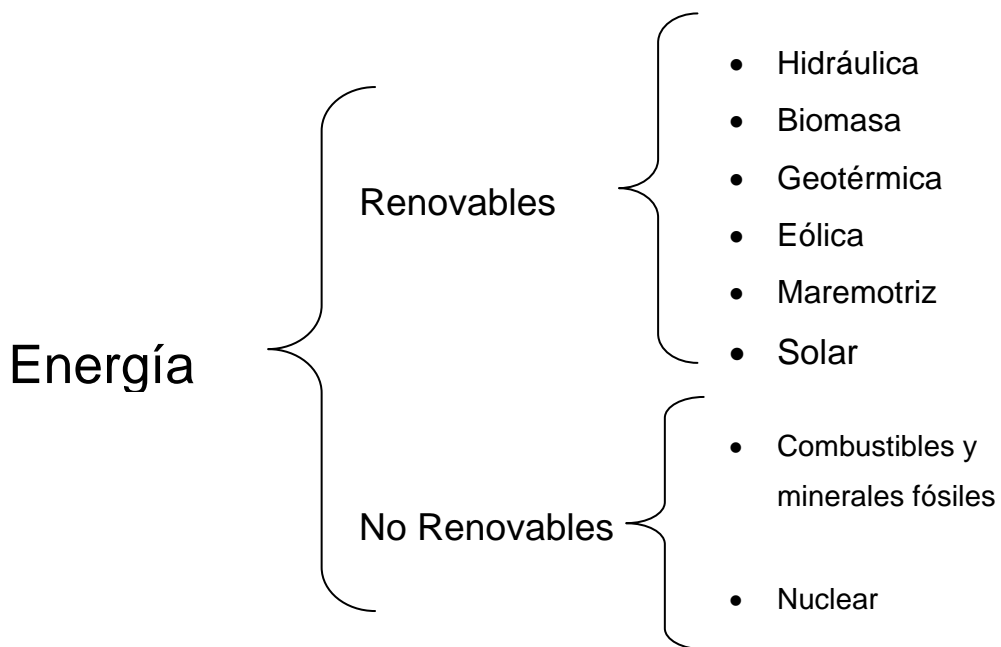 Energía
Renovables
• Hidráulica
• Biomasa
• Geotérmica
• Eólica
• Maremotriz
• Solar
No Renovables
• Combustibles y
minerales fósiles
• Nuclear